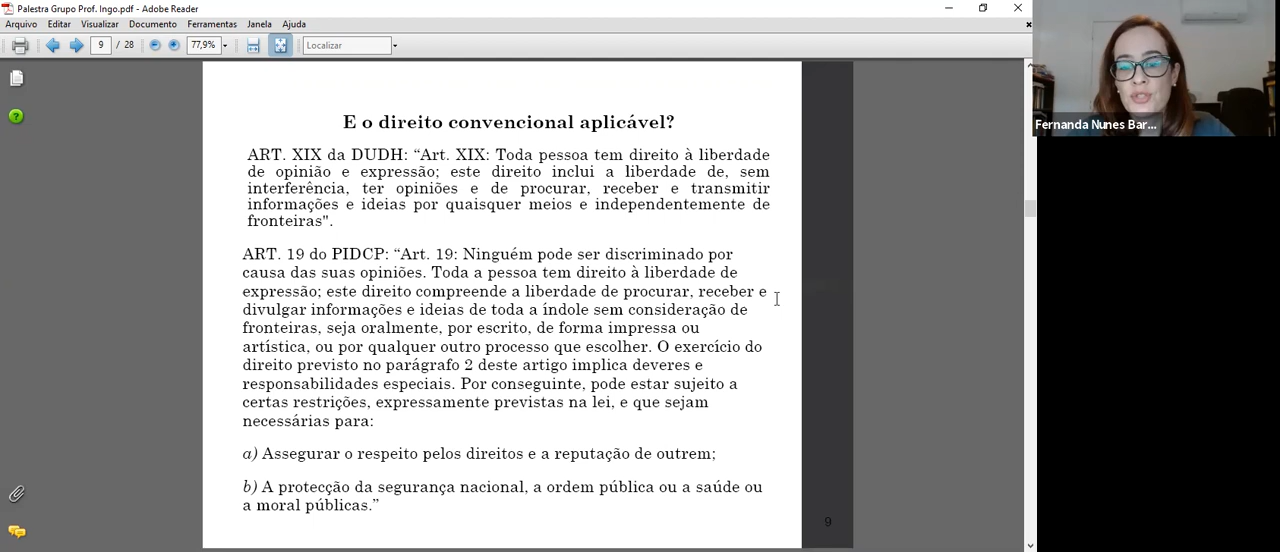 Palestra Grupo Prof. Ingo.pdf - Adobe Reader
Arquivo Editar Visualizar Documento Ferramentas Janela Ajuda
9 / 28 77,9% Localizar
Fernanda Nunes Bar...
E o direito convencional aplicável?
ART. XIX da DUDH: “Art. XIX: Toda pessoa tem direito à liberdade
de opinião e expressão; este direito inclui a liberdade de, sem
interferência, ter opiniões e de procurar, receber e transmitir
informações e ideias por quaisquer meios e independentemente de
fronteiras".
ART. 19 do PIDCP: “Art. 19: Ninguém pode ser discriminado por
causa das suas opiniões. Toda a pessoa tem direito à liberdade de
expressão; este direito compreende a liberdade de procurar, receber e
divulgar informações e ideias de toda a índole sem consideração de
fronteiras, seja oralmente, por escrito, de forma impressa ou
artística, ou por qualquer outro processo que escolher. O exercício do
direito previsto no parágrafo 2 deste artigo implica deveres e
responsabilidades especiais. Por conseguinte, pode estar sujeito a
certas restrições, expressamente previstas na lei, e que sejam
necessárias para:
a) Assegurar o respeito pelos direitos e a reputação de outrem;
b) A protecção da segurança nacional, a ordem pública ou a saúde ou
a moral públicas.”
9